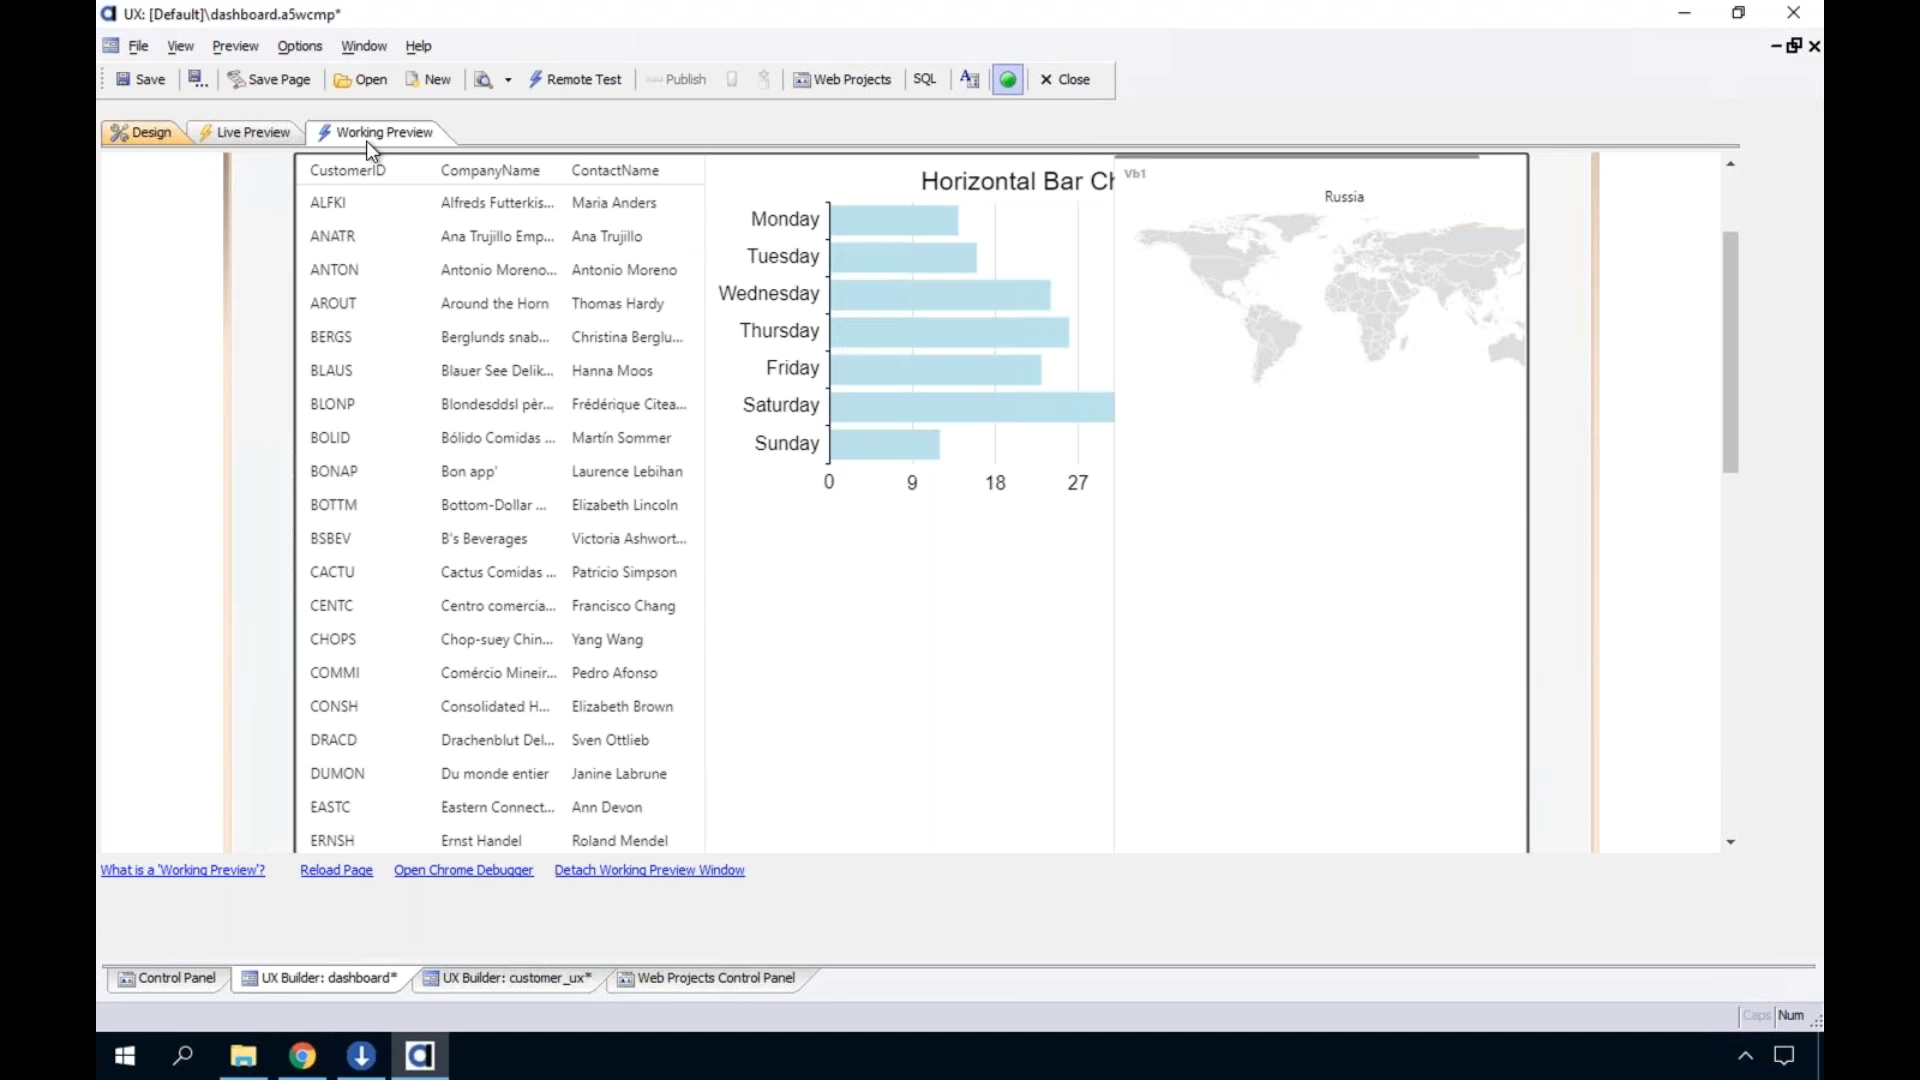 UX: [Default]\dashboard.a5wcmp*
File View Preview Options Window Help
Save Save Page Open New Remote Test Publish Web Projects SQL Close
Design Live Preview Working Preview
CustomerID CompanyName ContactName
ALFKI Alfreds Futterkis... Maria Anders
ANATR Ana Trujillo Emp... Ana Trujillo
ANTON Antonio Moreno... Antonio Moreno
AROUT Around the Horn Thomas Hardy
BERGS Berglunds snab... Christina Berglu...
BLAUS Blauer See Delik... Hanna Moos
BLONP Blondesddsl pèr... Frédérique Citea...
BOLID Bólido Comidas ... Martín Sommer
BONAP Bon app' Laurence Lebihan
BOTTM Bottom-Dollar ... Elizabeth Lincoln
BSBEV B's Beverages Victoria Ashwort...
CACTU Cactus Comidas ... Patricio Simpson
CENTC Centro comercia... Francisco Chang
CHOPS Chop-suey Chin... Yang Wang
COMMI Comércio Mineir... Pedro Afonso
CONSH Consolidated H... Elizabeth Brown
DRACD Drachenblut Del... Sven Ottlieb
DUMON Du monde entier Janine Labrune
EASTC Eastern Connect... Ann Devon
ERNSH Ernst Handel Roland Mendel
Horizontal Bar Ch
Monday
Tuesday
Wednesday
Thursday
Friday
Saturday
Sunday
0 9 18 27
Vb1
Russia
What is a 'Working Preview'? Reload Page Open Chrome Debugger Detach Working Preview Window
Control Panel UX Builder: dashboard* UX Builder: customer_ux* Web Projects Control Panel
Caps Num